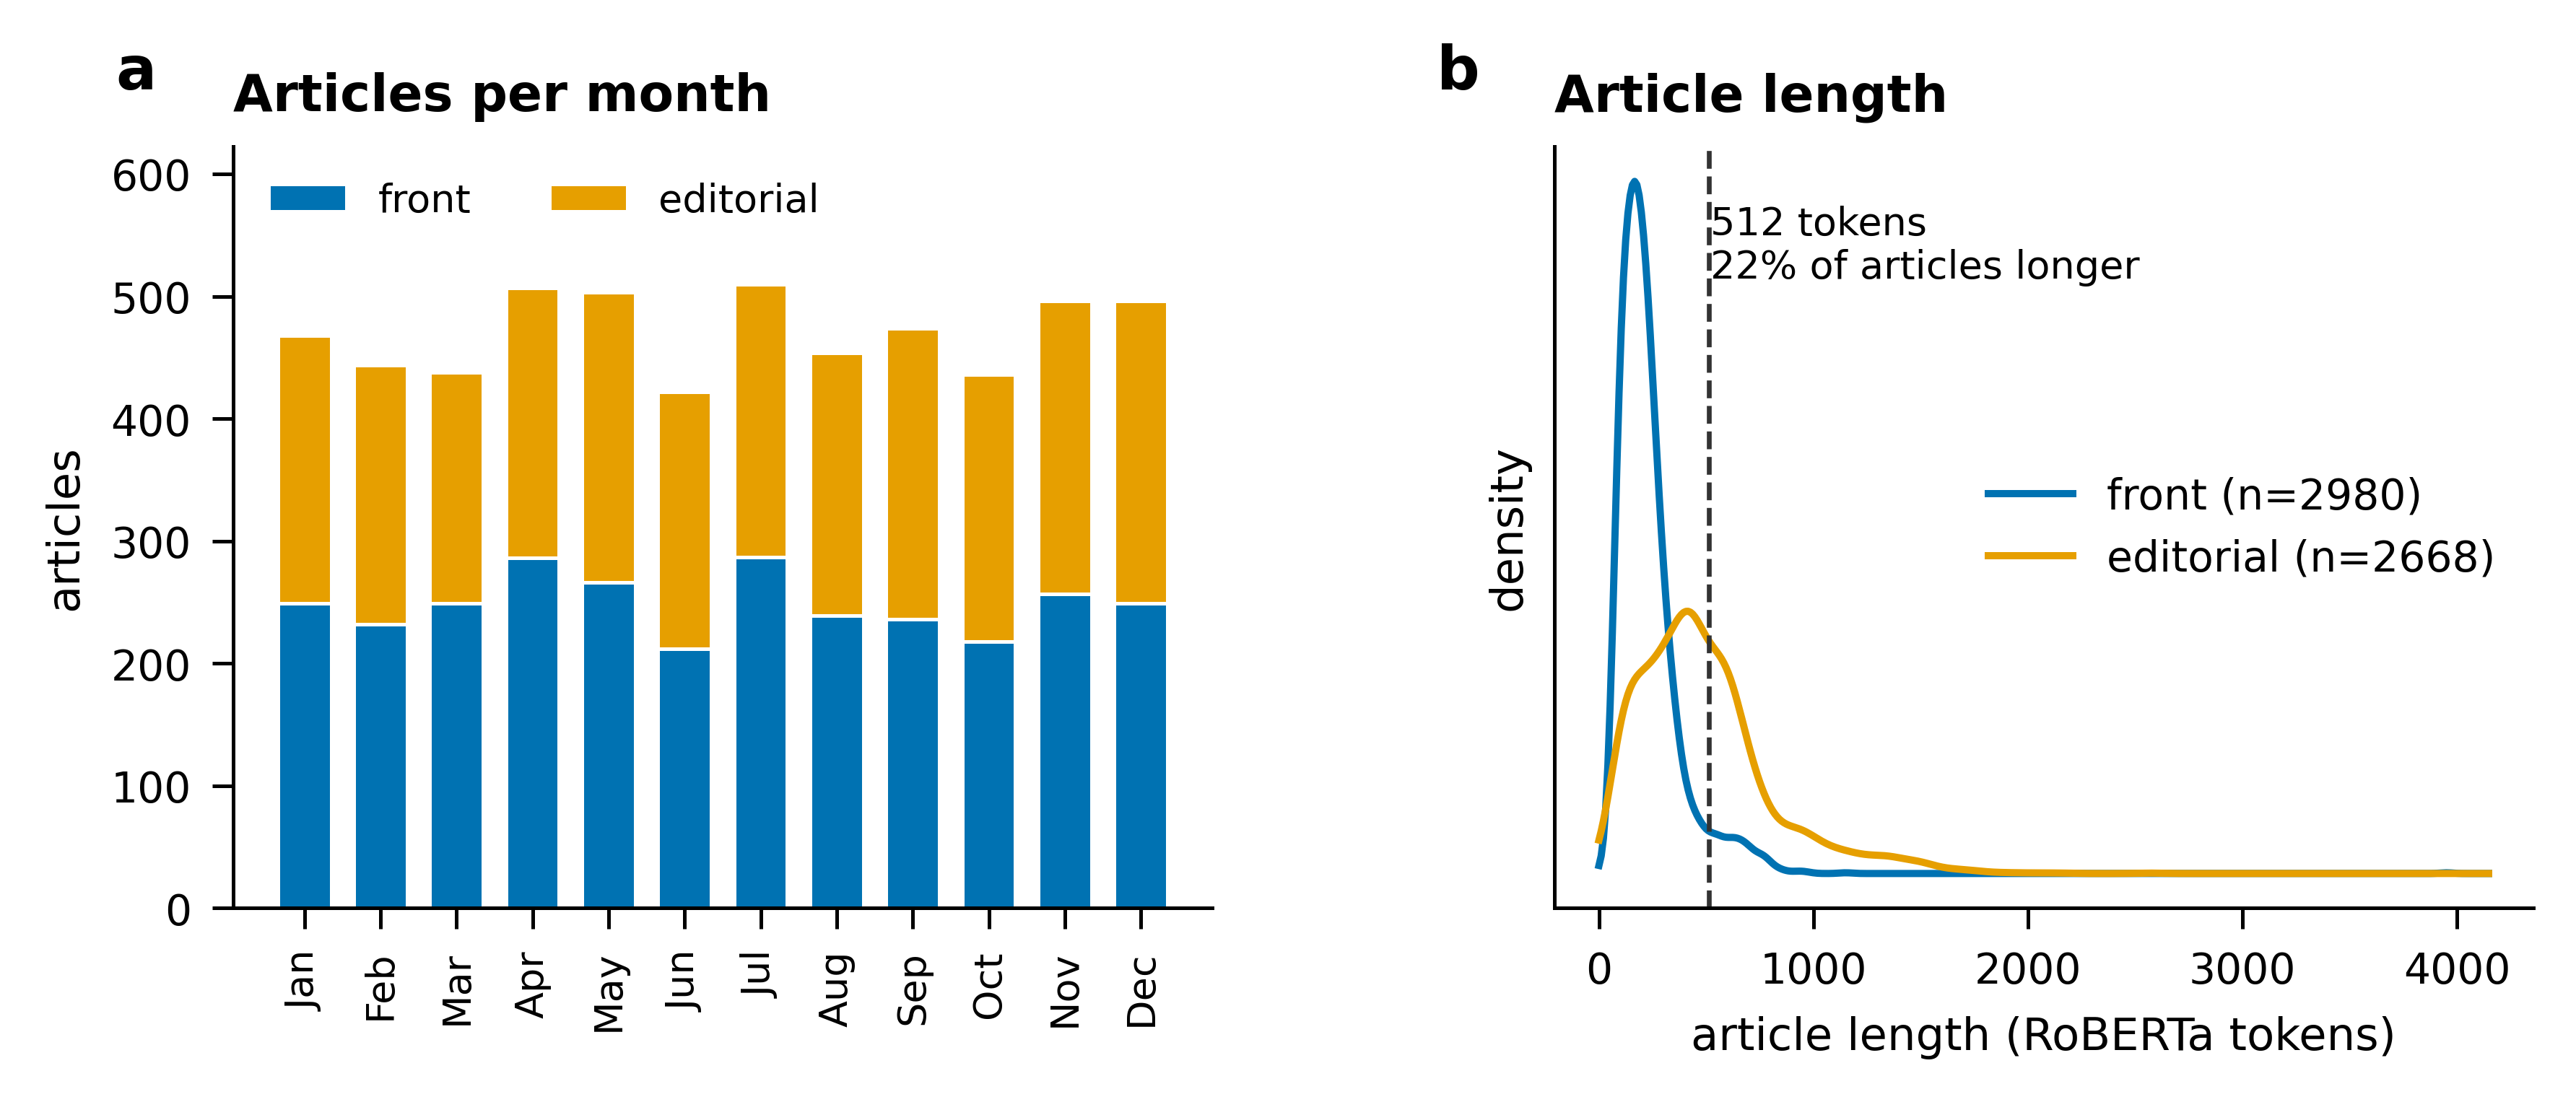 a
Articles per month
600
500
400
300
200
100
0
articles
front
editorial
Jan
Feb
Mar
Apr
May
Jun
Jul
Aug
Sep
Oct
Nov
Dec
b
Article length
density
512 tokens
22% of articles longer
front (n=2980)
editorial (n=2668)
0
1000
2000
3000
4000
article length (RoBERTa tokens)